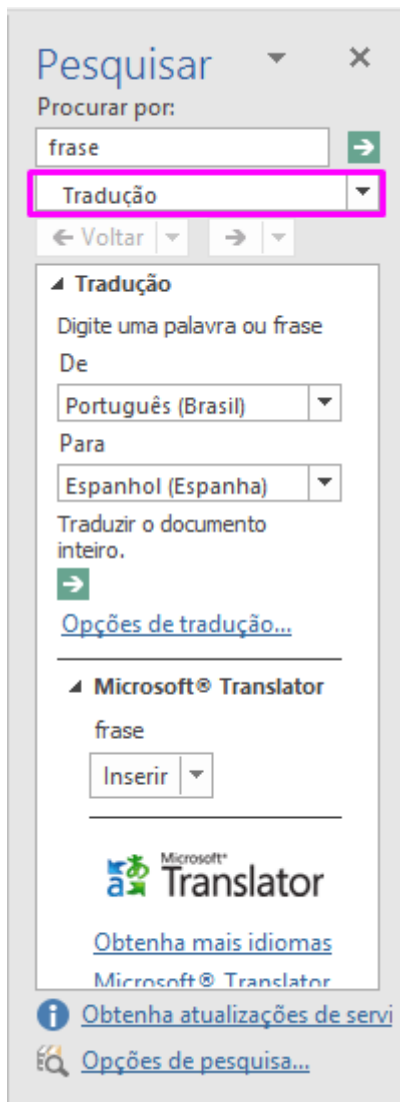 Pesquisar
Procurar por:
frase
Tradução
Voltar
Tradução
Digite uma palavra ou frase
De
Português (Brasil)
Para
Espanhol (Espanha)
Traduzir o documento
inteiro.
Opções de tradução...
Microsoft® Translator
frase
Inserir
Microsoft®
Translator
Obtenha mais idiomas
Microsoft® Translator
Obtenha atualizações de servi
Opções de pesquisa...